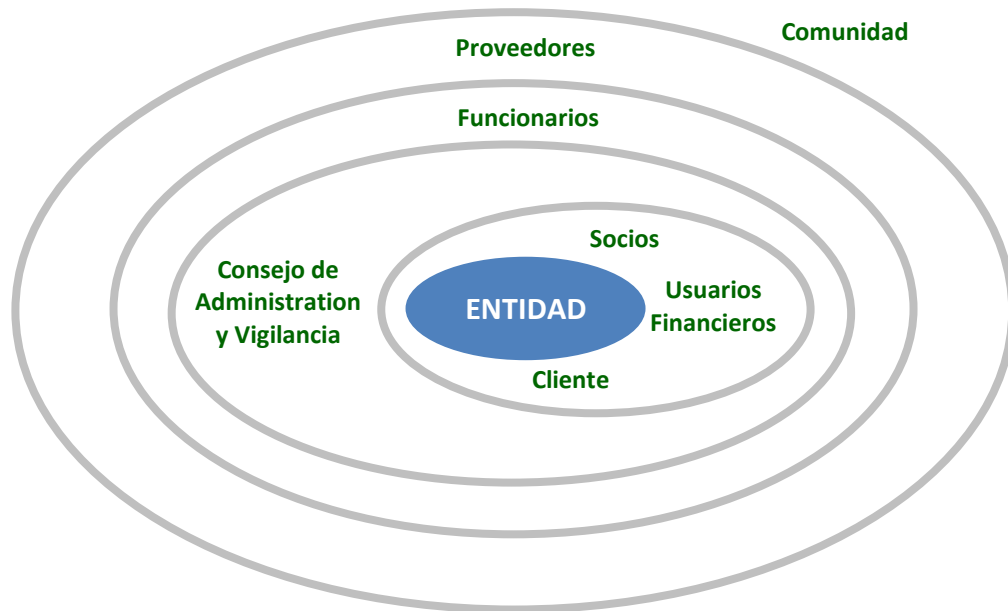 Comunidad
Proveedores
Funcionarios
Socios
Consejo de
Administration
y Vigilancia
ENTIDAD
Usuarios
Financieros
Cliente